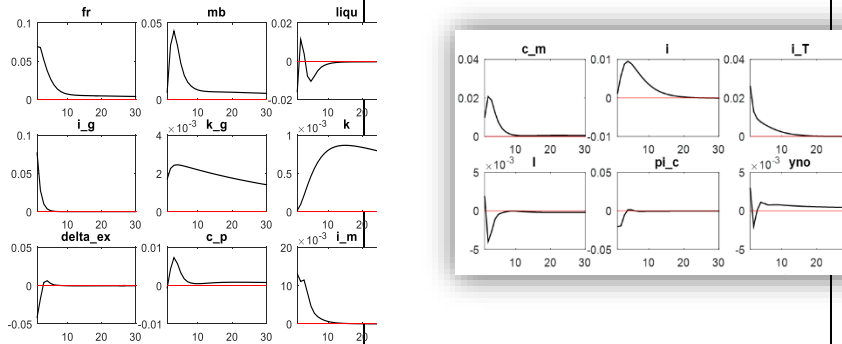 fr mb liqu
0.1 0.05 0.02
0.05 0
0 0 -0.02
10 20 30 10 20 30 10 20
i_g k_g k
0.1 4 ×10⁻³ 1 ×10⁻³
0.05 2 0.5
0 0 0
10 20 30 10 20 30 10 20
delta_ex c_p i_m
0.05 0.01 20 ×10⁻³
0 0 10
-0.05 -0.01 0
10 20 30 10 20 30 10 20
c_m i i_T
0.04 0.01 0.04
0.02 0 0.02
0 -0.01 0
10 20 30 10 20 30 10 20
l pi_c yno
5 ×10⁻³ 0.05 5 ×10⁻³
0 0 0
-5 -0.05 -5
10 20 30 10 20 30 10 20